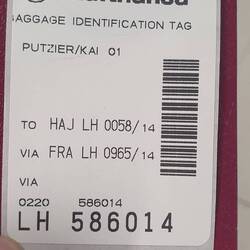 Lufthansa
BAGGAGE IDENTIFICATION TAG
PUTZIER/KAI 01
TO HAJ LH 0058/14
VIA FRA LH 0965/14
VIA
0220 586014
LH 586014